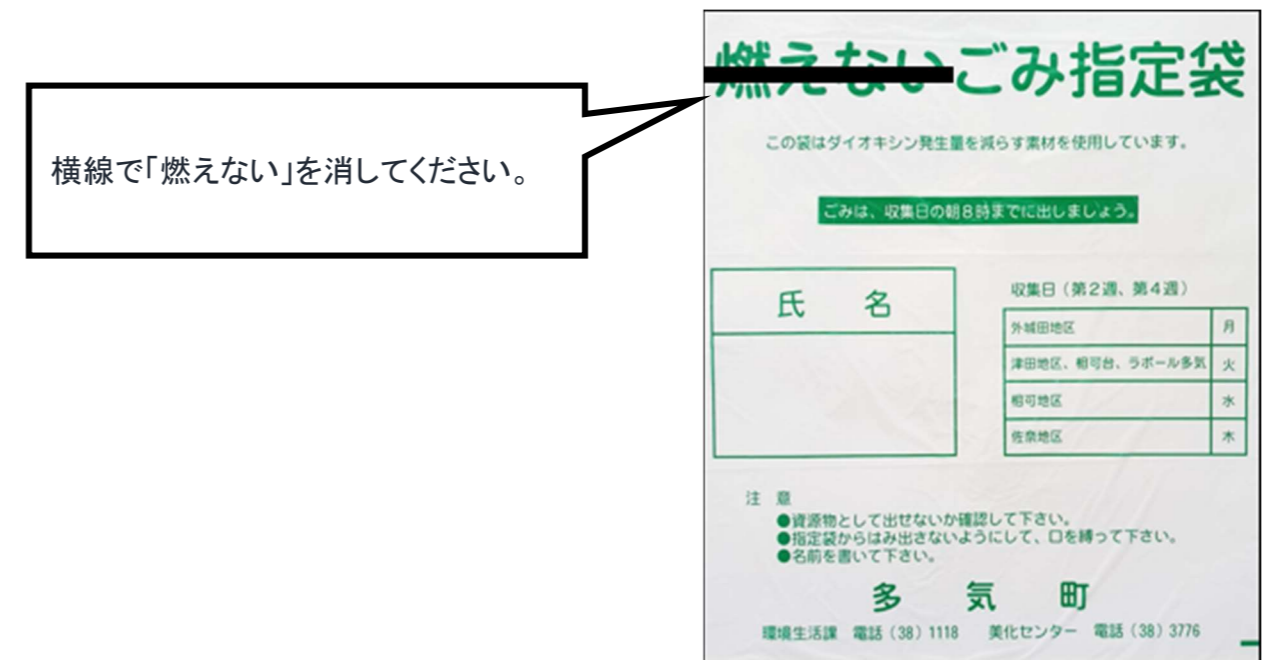 横線で「燃えない」を消してください。
燃えないごみ指定袋
この袋はダイオキシン発生量を減らす素材を使用しています。
ごみは、収集日の朝8時までに出しましょう。
氏 名
収集日(第2週、第4週)
外城田地区 月
津田地区、相可台、ラポール多気 火
相可地区 水
佐奈地区 木
注 意
●資源物として出せないか確認して下さい。
●指定袋からはみ出さないようにして、口を縛って下さい。
●名前を書いて下さい。
多 気 町
環境生活課 電話(38)1118 美化センター 電話(38)3776